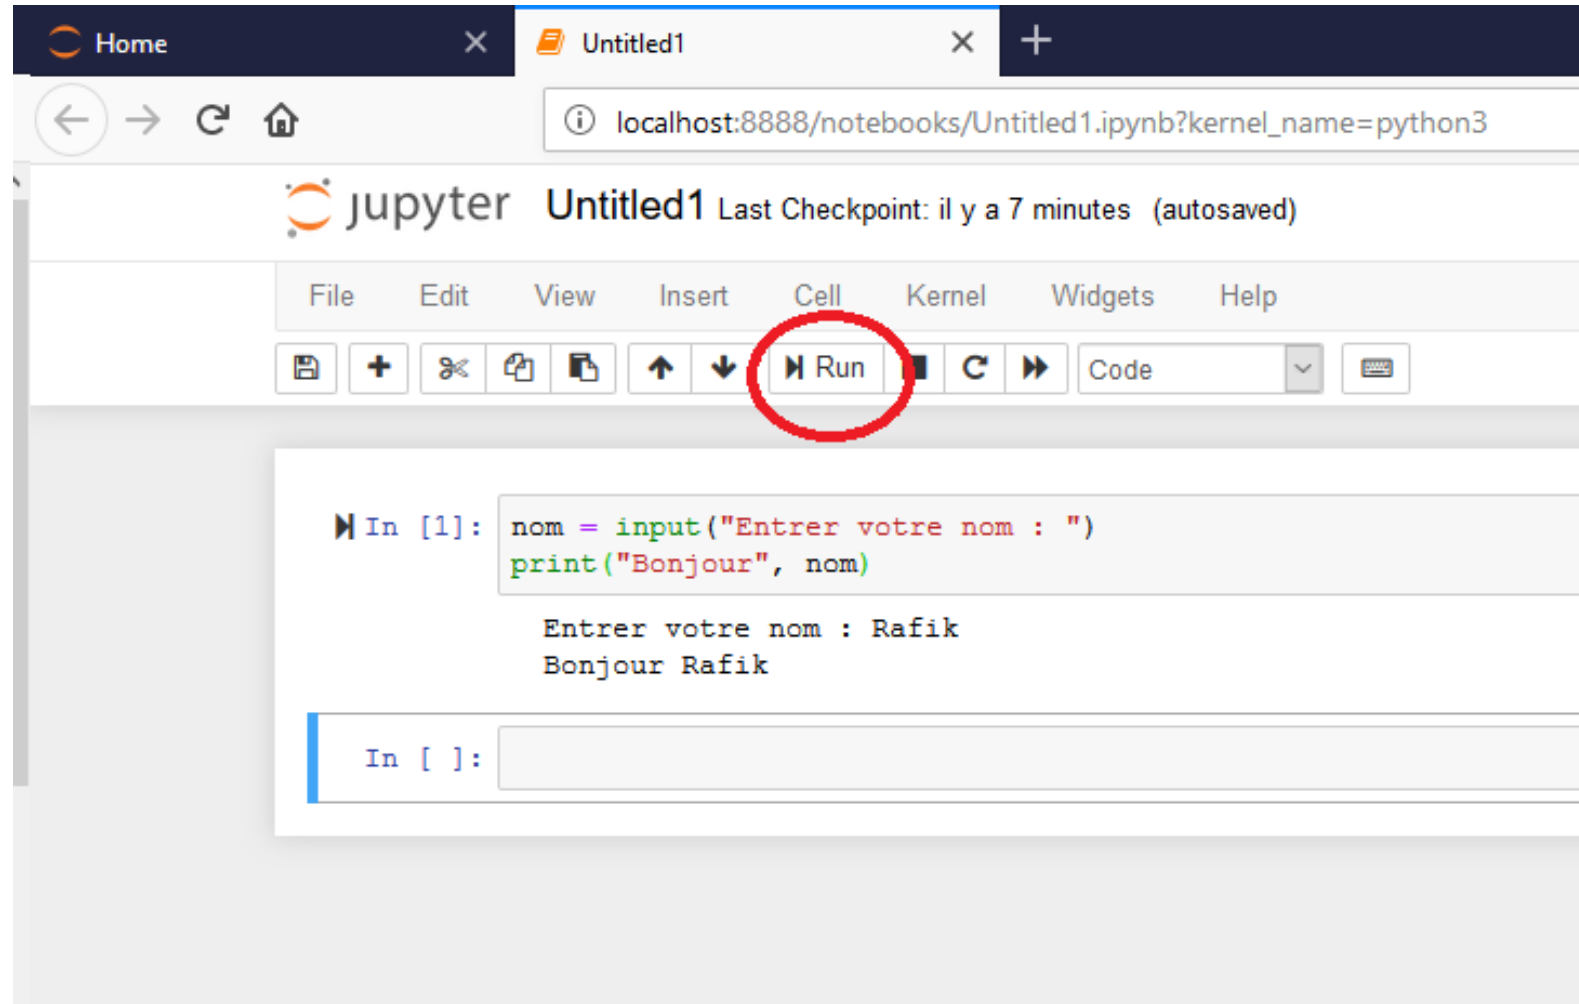 Home
Untitled1
localhost:8888/notebooks/Untitled1.ipynb?kernel_name=python3
jupyter Untitled1 Last Checkpoint: il y a 7 minutes (autosaved)
File Edit View Insert Cell Kernel Widgets Help
Run Code
In [1]: nom = input("Entrer votre nom : ")
print("Bonjour", nom)
Entrer votre nom : Rafik
Bonjour Rafik
In [ ]: